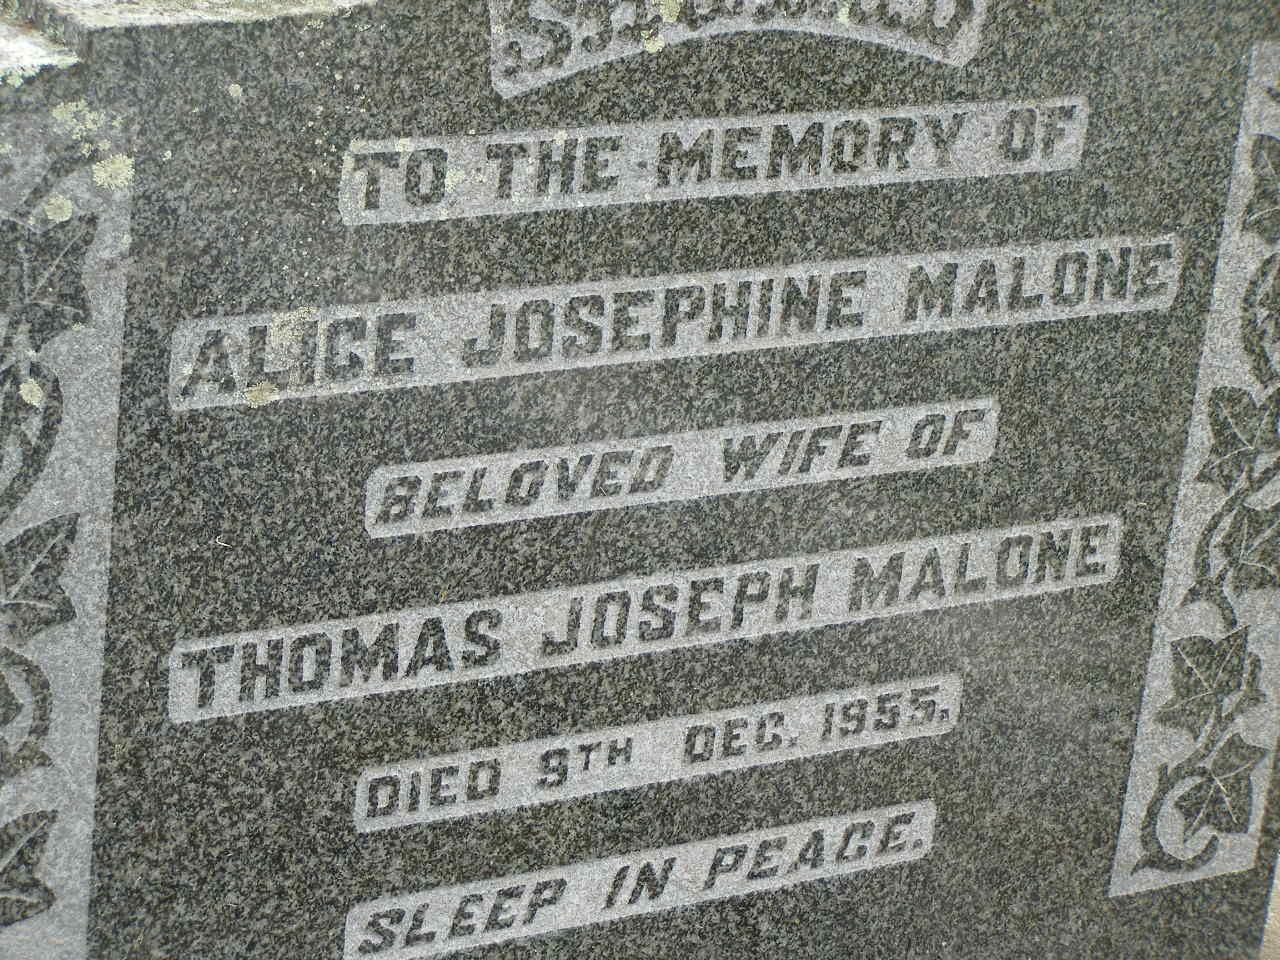 TO THE MEMORY OF
ALICE JOSEPHINE MALONE
BELOVED WIFE OF
THOMAS JOSEPH MALONE
DIED 9TH DEC. 1955.
SLEEP IN PEACE.